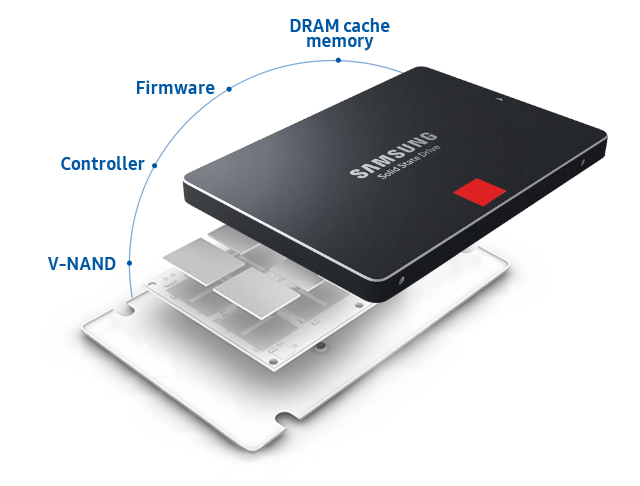 DRAM cache
memory
Firmware
Controller
V-NAND
SAMSUNG
Solid State Drive